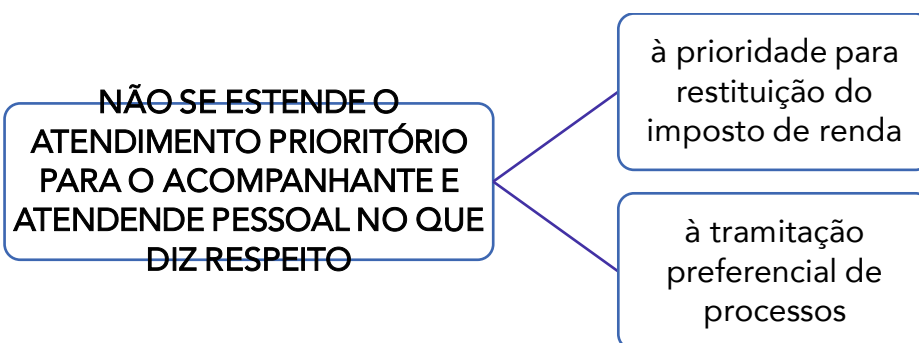 NÃO SE ESTENDE O
ATENDIMENTO PRIORITÓRIO
PARA O ACOMPANHANTE E
ATENDENDE PESSOAL NO QUE
DIZ RESPEITO
à prioridade para
restituição do
imposto de renda
à tramitação
preferencial de
processos